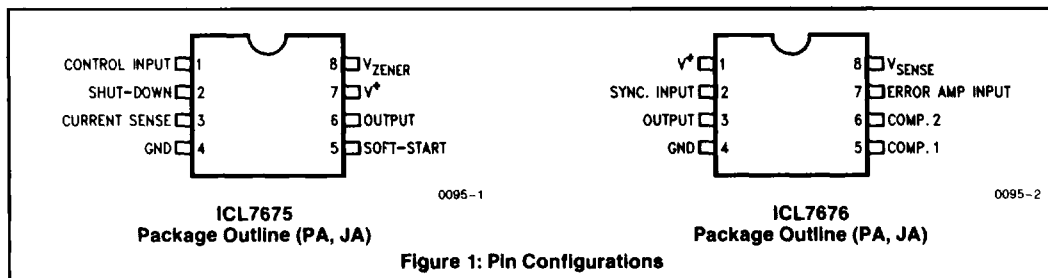 CONTROL INPUT 1 8 V_ZENER
SHUT-DOWN 2 7 V⁺
CURRENT SENSE 3 6 OUTPUT
GND 4 5 SOFT-START
0095-1
ICL7675
Package Outline (PA, JA)
V⁺ 1 8 V_SENSE
SYNC. INPUT 2 7 ERROR AMP INPUT
OUTPUT 3 6 COMP. 2
GND 4 5 COMP. 1
0095-2
ICL7676
Package Outline (PA, JA)
Figure 1: Pin Configurations